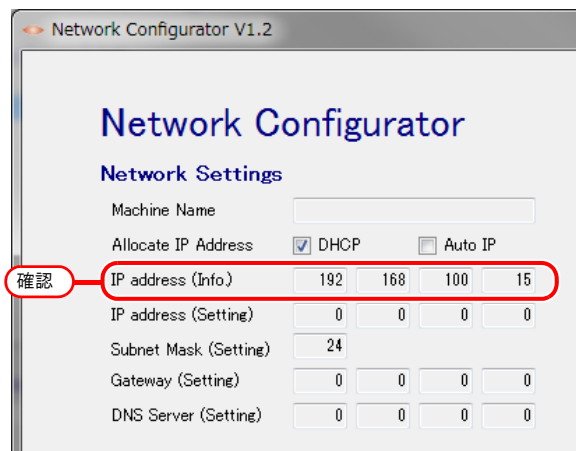 Network Configurator V1.2
Network Configurator
Network Settings
Machine Name
Allocate IP Address DHCP Auto IP
確認 IP address (Info.) 192 168 100 15
IP address (Setting) 0 0 0 0
Subnet Mask (Setting) 24
Gateway (Setting) 0 0 0 0
DNS Server (Setting) 0 0 0 0